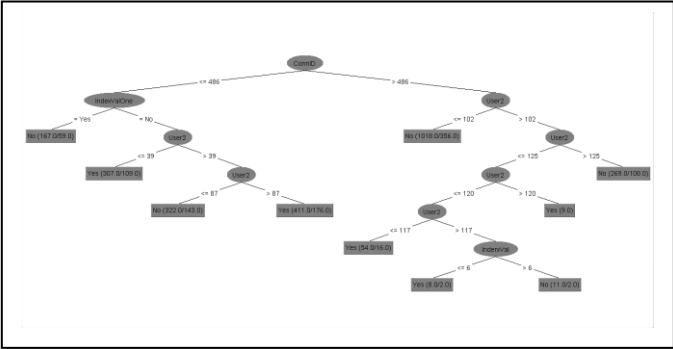 ConnID
<= 486 > 486
IndexValOne User2
= Yes = No <= 102 > 102
No (167.0/59.0) User2 No (1018.0/356.0) User2
<= 39 > 39 <= 125 > 125
Yes (307.0/109.0) User2 User2 No (269.0/100.0)
<= 87 > 87 <= 120 > 120
No (322.0/143.0) Yes (411.0/176.0) User2 Yes (9.0)
<= 117 > 117
Yes (54.0/16.0) IndexVal
<= 6 > 6
Yes (8.0/2.0) No (11.0/2.0)